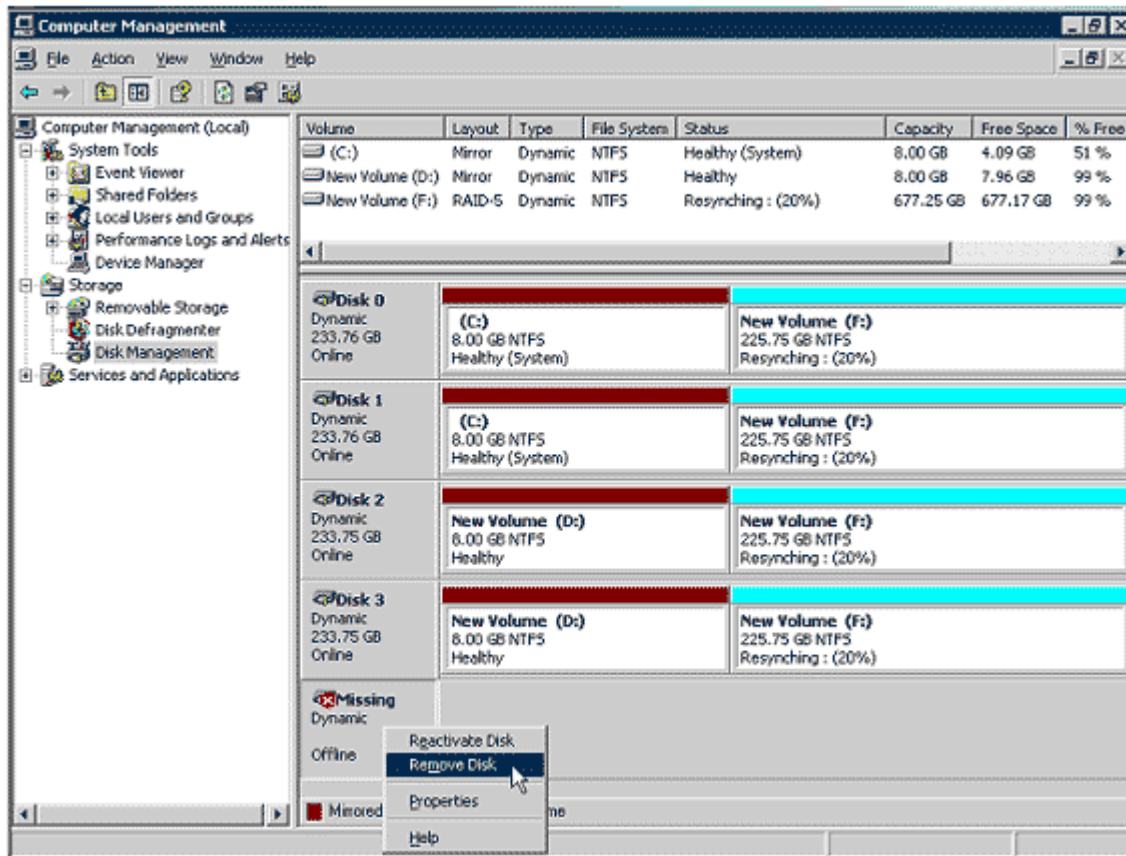 Computer Management
File Action View Window Help
Computer Management (Local)
System Tools
Event Viewer
Shared Folders
Local Users and Groups
Performance Logs and Alerts
Device Manager
Storage
Removable Storage
Disk Defragmenter
Disk Management
Services and Applications
Volume Layout Type File System Status Capacity Free Space % Free
(C:) Mirror Dynamic NTFS Healthy (System) 8.00 GB 4.09 GB 51 %
New Volume (D:) Mirror Dynamic NTFS Healthy 8.00 GB 7.96 GB 99 %
New Volume (F:) RAID-5 Dynamic NTFS Resynching : (20%) 677.25 GB 677.17 GB 99 %
Disk 0
Dynamic
233.76 GB
Online
(C:)
8.00 GB NTFS
Healthy (System)
New Volume (F:)
225.75 GB NTFS
Resynching : (20%)
Disk 1
Dynamic
233.76 GB
Online
(C:)
8.00 GB NTFS
Healthy (System)
New Volume (F:)
225.75 GB NTFS
Resynching : (20%)
Disk 2
Dynamic
233.75 GB
Online
New Volume (D:)
8.00 GB NTFS
Healthy
New Volume (F:)
225.75 GB NTFS
Resynching : (20%)
Disk 3
Dynamic
233.75 GB
Online
New Volume (D:)
8.00 GB NTFS
Healthy
New Volume (F:)
225.75 GB NTFS
Resynching : (20%)
Missing
Dynamic
Offline
Reactivate Disk
Remove Disk
Properties
Help
Mirrored me